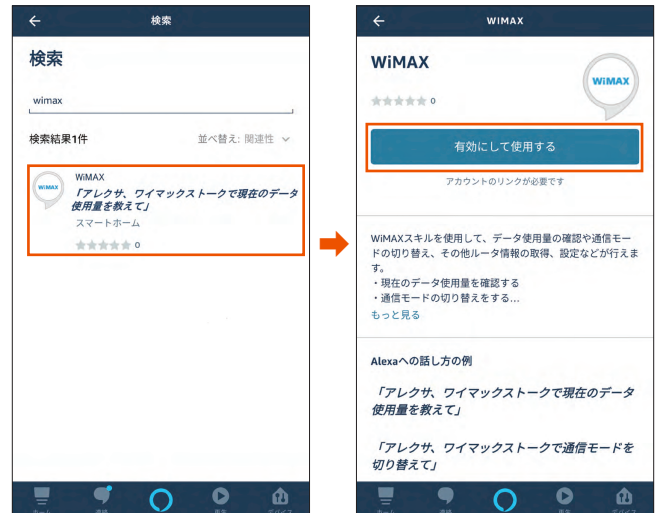 検索
検索
wimax
検索結果1件
並べ替え: 関連性
WiMAX
WiMAX
「アレクサ、ワイマックストークで現在のデータ
使用量を教えて」
スマートホーム
0
WIMAX
WiMAX
WiMAX
0
有効にして使用する
アカウントのリンクが必要です
WiMAXスキルを使用して、データ使用量の確認や通信モー
ドの切り替え、その他ルータ情報の取得、設定などが行えま
す。
・現在のデータ使用量を確認する
・通信モードの切り替えをする...
もっと見る
Alexaへの話し方の例
「アレクサ、ワイマックストークで現在のデータ
使用量を教えて」
「アレクサ、ワイマックストークで通信モードを
切り替えて」